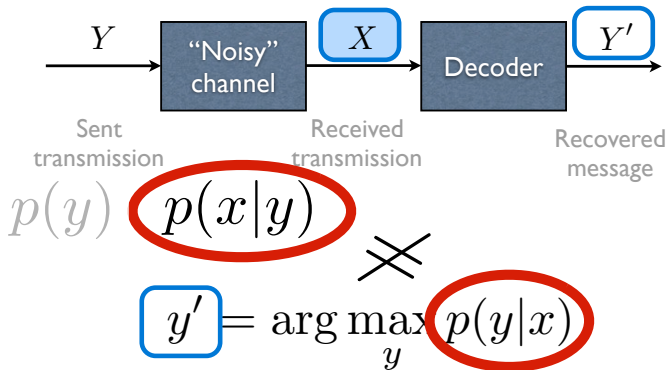 Y “Noisy” channel X Decoder Y′
Sent transmission Received transmission Recovered message
p(y) p(x|y)
≠
y′ = arg max p(y|x)
y